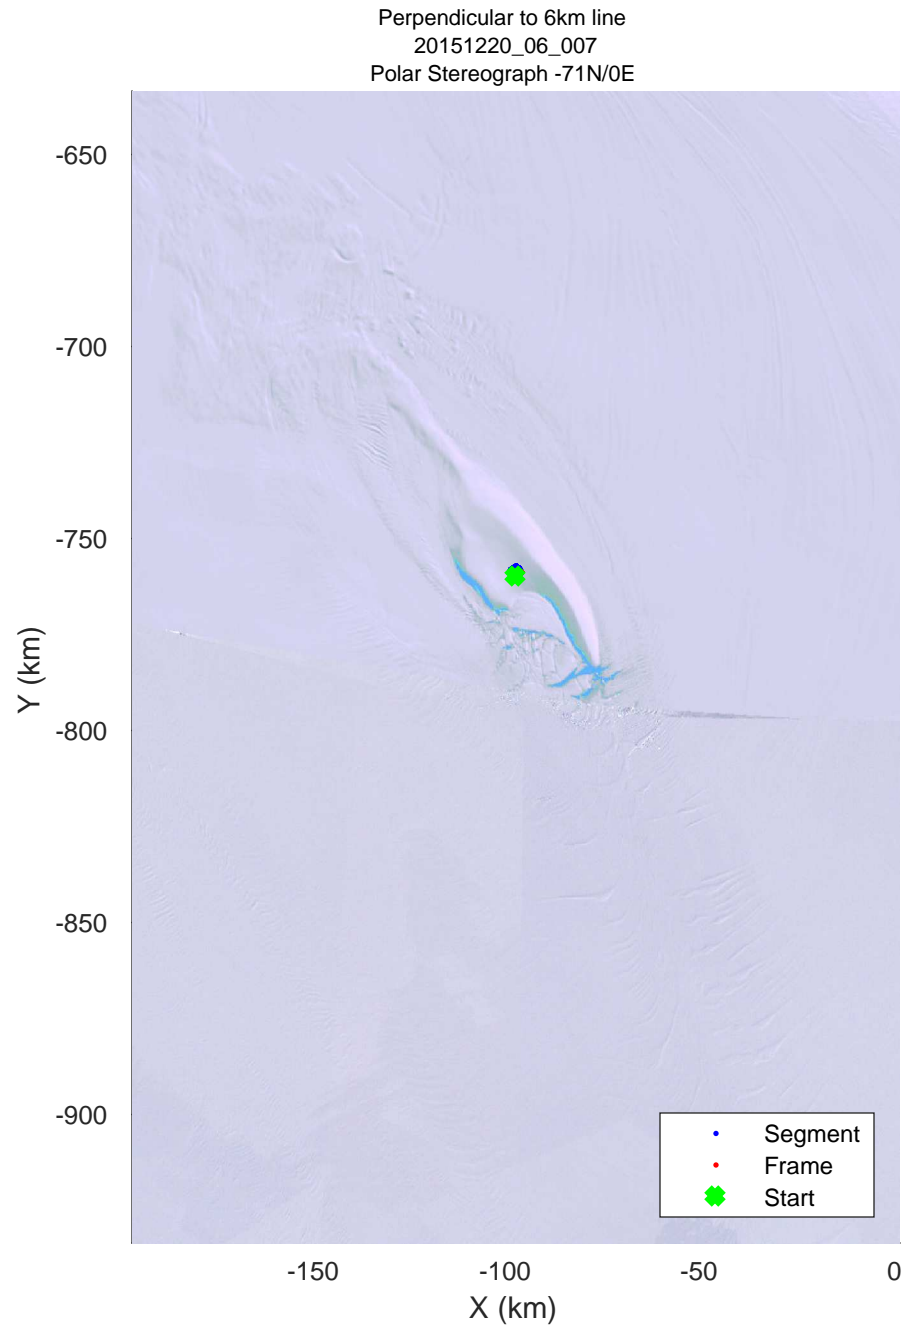 Perpendicular to 6km line
20151220_06_007
Polar Stereograph -71N/0E
-650
-700
-750
-800
-850
-900
Y (km)
-150
-100
-50
0
X (km)
Segment
Frame
Start